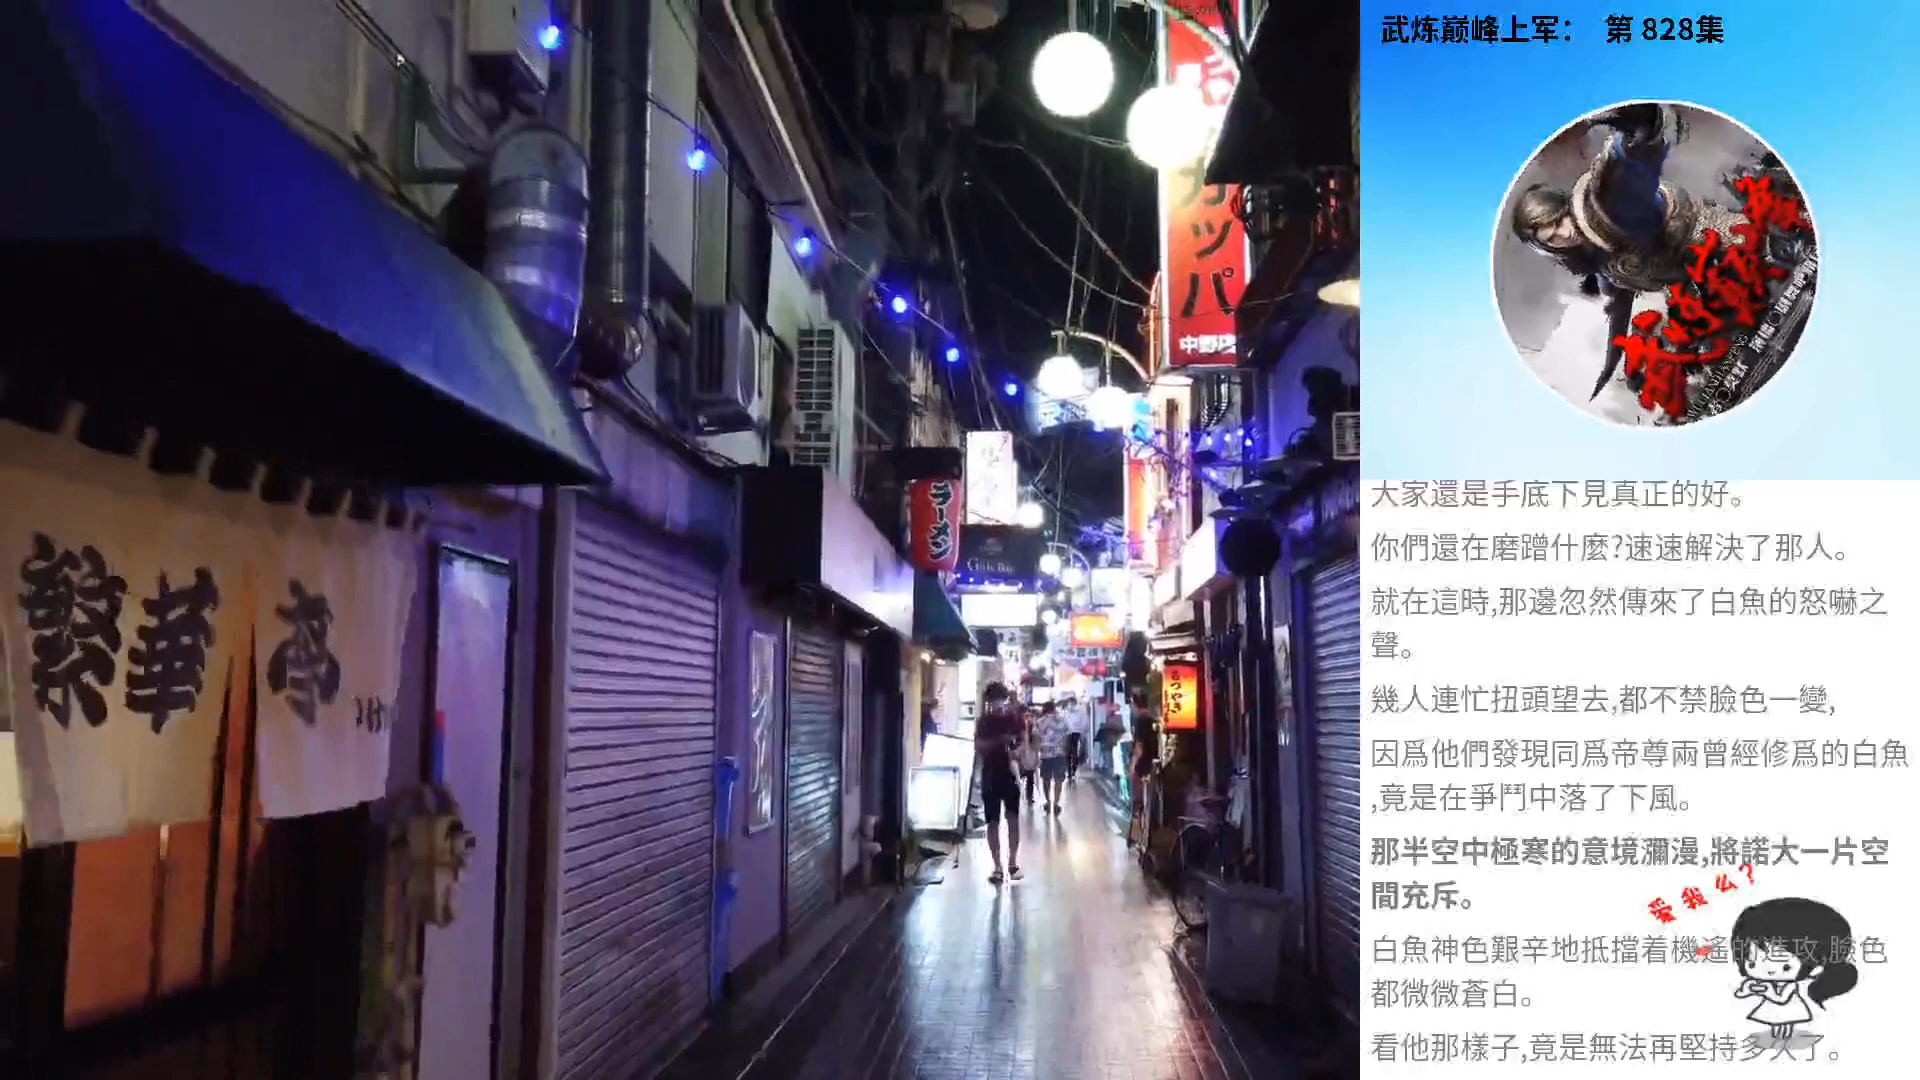 繁華亭
ラーメン
カッパ
中野店
武炼巅峰上军： 第 828集
大家還是手底下見真正的好。
你們還在磨蹭什麼?速速解決了那人。
就在這時,那邊忽然傳來了白魚的怒嚇之
聲。
幾人連忙扭頭望去,都不禁臉色一變,
因爲他們發現同爲帝尊兩曾經修爲的白魚
,竟是在爭鬥中落了下風。
那半空中極寒的意境瀰漫,將諾大一片空
間充斥。
愛我么?
白魚神色艱辛地抵擋着機遙的進攻,臉色
都微微蒼白。
看他那樣子,竟是無法再堅持多久了。